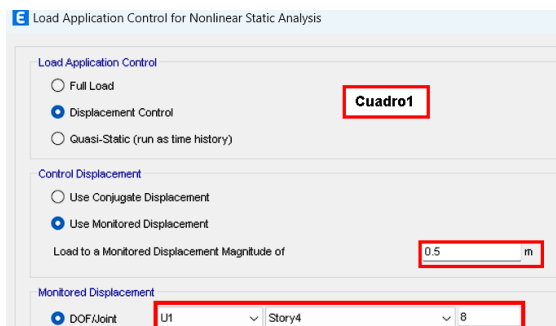 E Load Application Control for Nonlinear Static Analysis
Load Application Control
Full Load
Cuadro1
Displacement Control
Quasi-Static (run as time history)
Control Displacement
Use Conjugate Displacement
Use Monitored Displacement
Load to a Monitored Displacement Magnitude of 0.5 m
Monitored Displacement
DOF/Joint U1 Story4 8